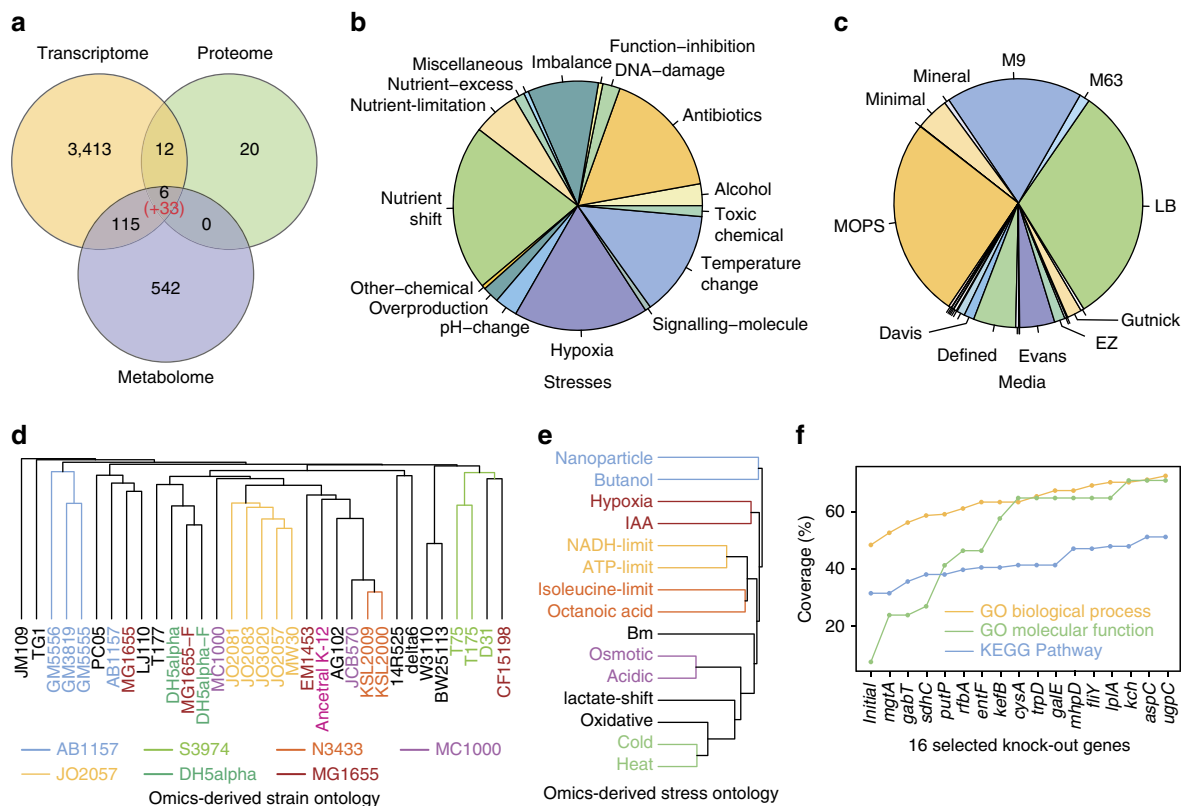 a
Transcriptome
Proteome
3,413
12
20
6
(+33)
115
0
542
Metabolome
b
Function−inhibition
Miscellaneous
Imbalance
DNA−damage
Nutrient−excess
Nutrient-limitation
Antibiotics
Alcohol
Nutrient
shift
Toxic
chemical
Temperature
change
Other−chemical
Overproduction
pH−change
Signalling−molecule
Hypoxia
Stresses
c
M9
Mineral
M63
Minimal
MOPS
LB
Davis
Gutnick
Defined
Evans
EZ
Media
d
JM109
TG1
GM5556
GM3819
GM5555
PC05
AB1157
MG1655
LJ110
T177
DH5alpha
MG1655−F
DH5alpha−F
MC1000
JO2081
JO2083
JO3020
JO2057
MW30
EM1453
Ancetral K-12
AG102
JCB570
KSL2009
KSL2000
14R525
delta6
W3110
BW25113
T75
T175
D31
CF15198
AB1157
S3974
N3433
MC1000
JO2057
DH5alpha
MG1655
Omics-derived strain ontology
e
Nanoparticle
Butanol
Hypoxia
IAA
NADH-limit
ATP-limit
Isoleucine-limit
Octanoic acid
Bm
Osmotic
Acidic
lactate-shift
Oxidative
Cold
Heat
Omics-derived stress ontology
f
Coverage (%)
60
40
20
GO biological process
GO molecular function
KEGG Pathway
Initial
mgtA
gabT
sdhC
putP
rfbA
entF
kefB
cysA
trpD
galE
mhpD
fliY
lplA
kch
aspC
ugpC
16 selected knock-out genes